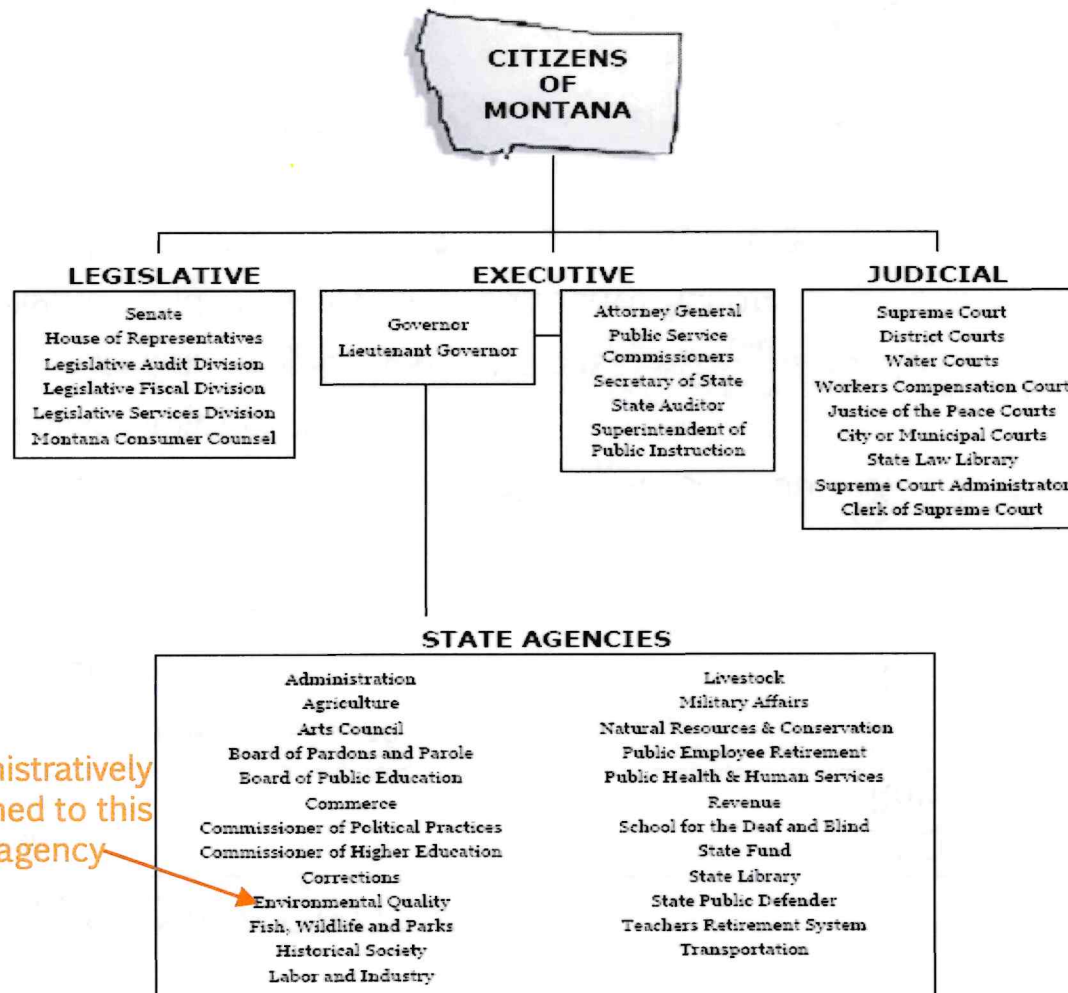 CITIZENS
OF
MONTANA
LEGISLATIVE
Senate
House of Representatives
Legislative Audit Division
Legislative Fiscal Division
Legislative Services Division
Montana Consumer Counsel
EXECUTIVE
Governor
Lieutenant Governor
Attorney General
Public Service
Commissioners
Secretary of State
State Auditor
Superintendent of
Public Instruction
JUDICIAL
Supreme Court
District Courts
Water Courts
Workers Compensation Court
Justice of the Peace Courts
City or Municipal Courts
State Law Library
Supreme Court Administrator
Clerk of Supreme Court
STATE AGENCIES
Administration
Agriculture
Arts Council
Board of Pardons and Parole
Board of Public Education
Commerce
Commissioner of Political Practices
Commissioner of Higher Education
Corrections
Environmental Quality
Fish, Wildlife and Parks
Historical Society
Labor and Industry
Livestock
Military Affairs
Natural Resources & Conservation
Public Employee Retirement
Public Health & Human Services
Revenue
School for the Deaf and Blind
State Fund
State Library
State Public Defender
Teachers Retirement System
Transportation
nistratively
ned to this
agency